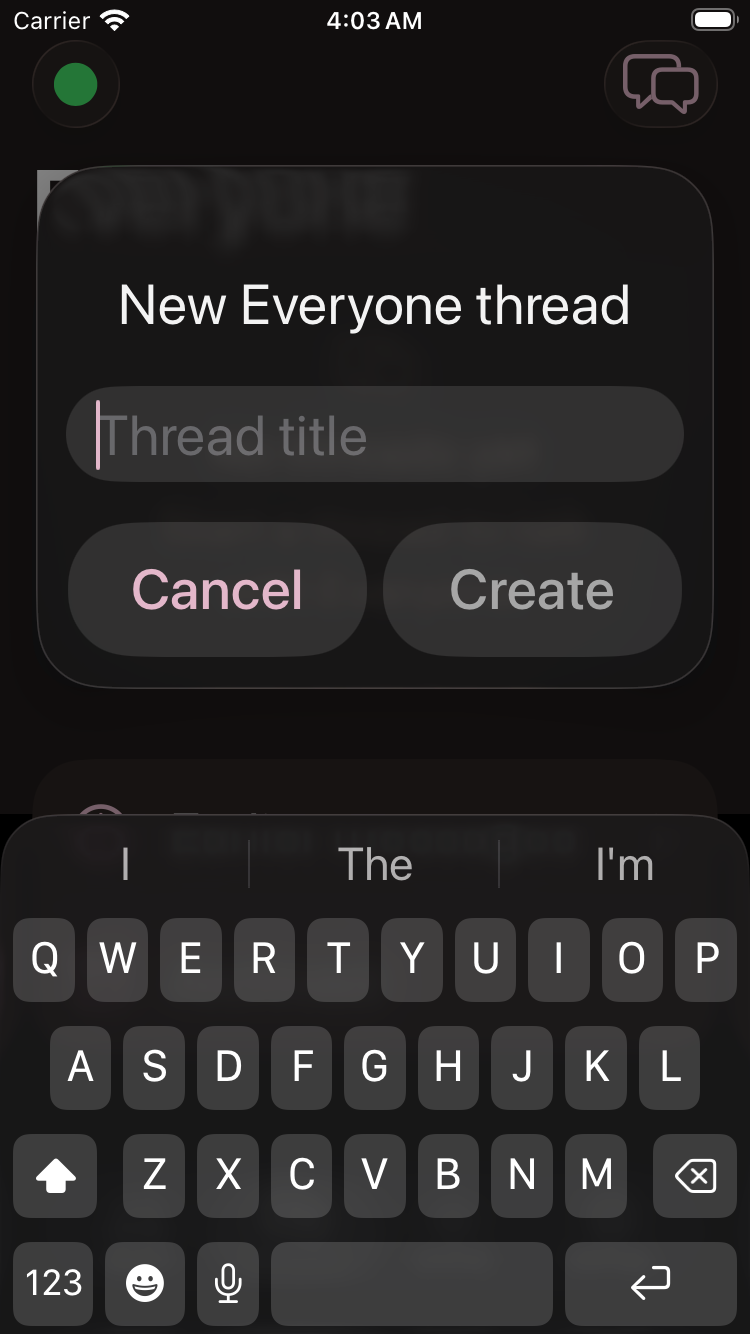 Carrier 4:03 AM
New Everyone thread
Thread title
Cancel Create
I The I'm
Q W E R T Y U I O P
A S D F G H J K L
Z X C V B N M
123